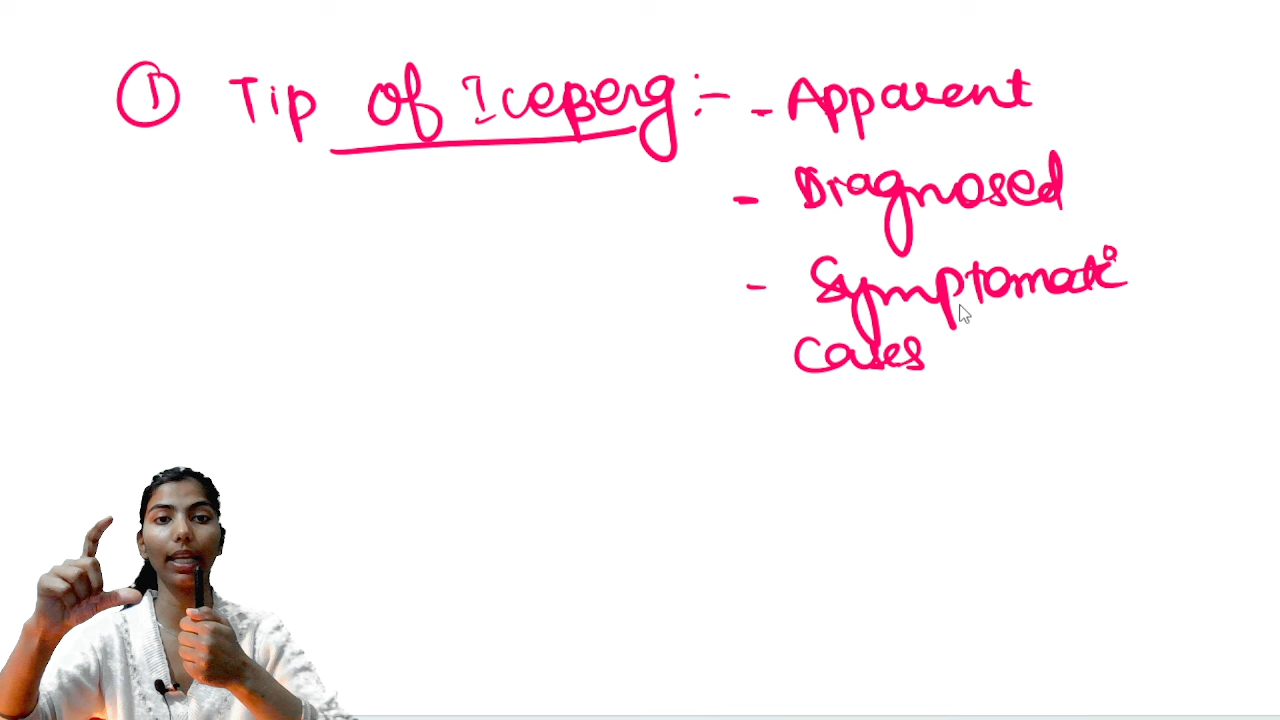 ① Tip of Iceberg :- - Apparent
- Diagnosed
- Symptomatic
Cases